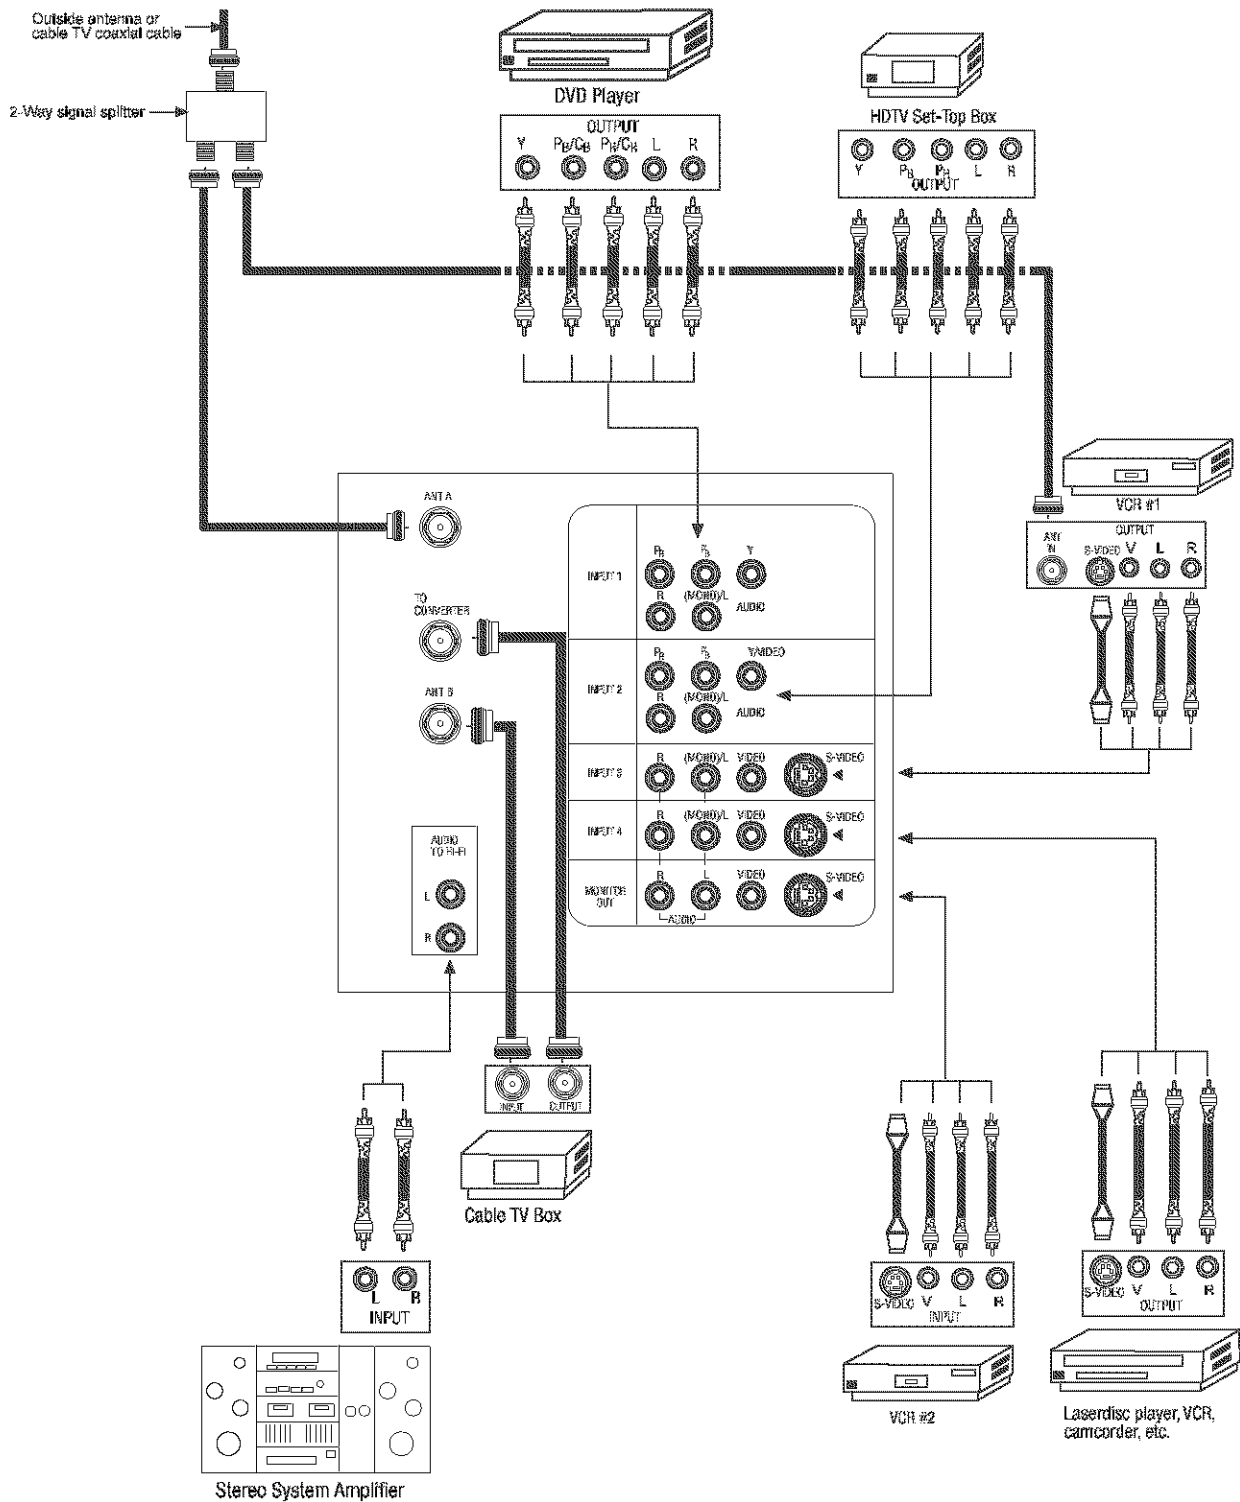 Outside antenna or
cable TV coaxial cable
2-Way signal splitter
DVD Player
OUTPUT
Y PB/CB PR/CR L R
HDTV Set-Top Box
Y PB PR L R
OUTPUT
VCR #1
OUTPUT
ANT
IN
S-VIDEO V L R
ANT A
TO
CONVERTER
ANT B
INPUT 1
PR PB Y
R (MONO)/L AUDIO
INPUT 2
PR PB Y/VIDEO
R (MONO)/L AUDIO
INPUT 3
R (MONO)/L VIDEO S-VIDEO
INPUT 4
R (MONO)/L VIDEO S-VIDEO
MONITOR
OUT
R L VIDEO S-VIDEO
AUDIO
AUDIO
TO HI-FI
L
R
INPUT OUTPUT
Cable TV Box
L R
INPUT
Stereo System Amplifier
S-VIDEO V L R
INPUT
VCR #2
S-VIDEO V L R
OUTPUT
Laserdisc player, VCR,
camcorder, etc.